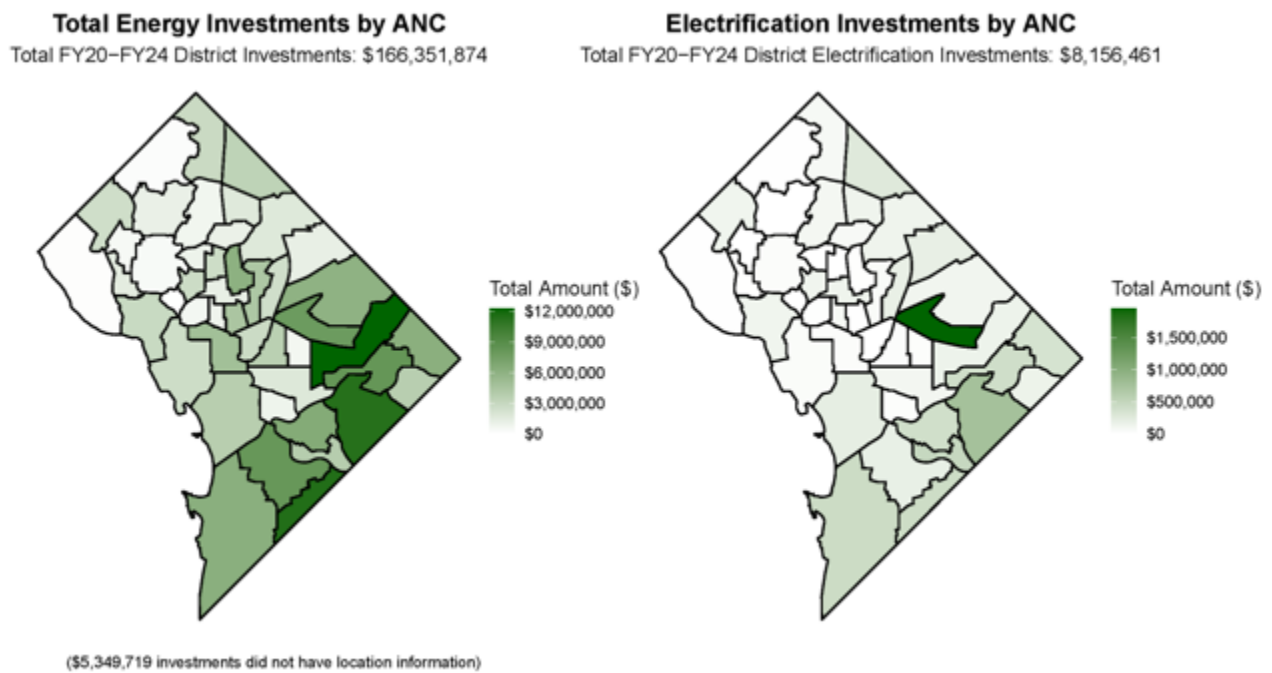 Total Energy Investments by ANC
Total FY20−FY24 District Investments: $166,351,874
Total Amount ($)
$12,000,000
$9,000,000
$6,000,000
$3,000,000
$0
($5,349,719 investments did not have location information)
Electrification Investments by ANC
Total FY20−FY24 District Electrification Investments: $8,156,461
Total Amount ($)
$1,500,000
$1,000,000
$500,000
$0